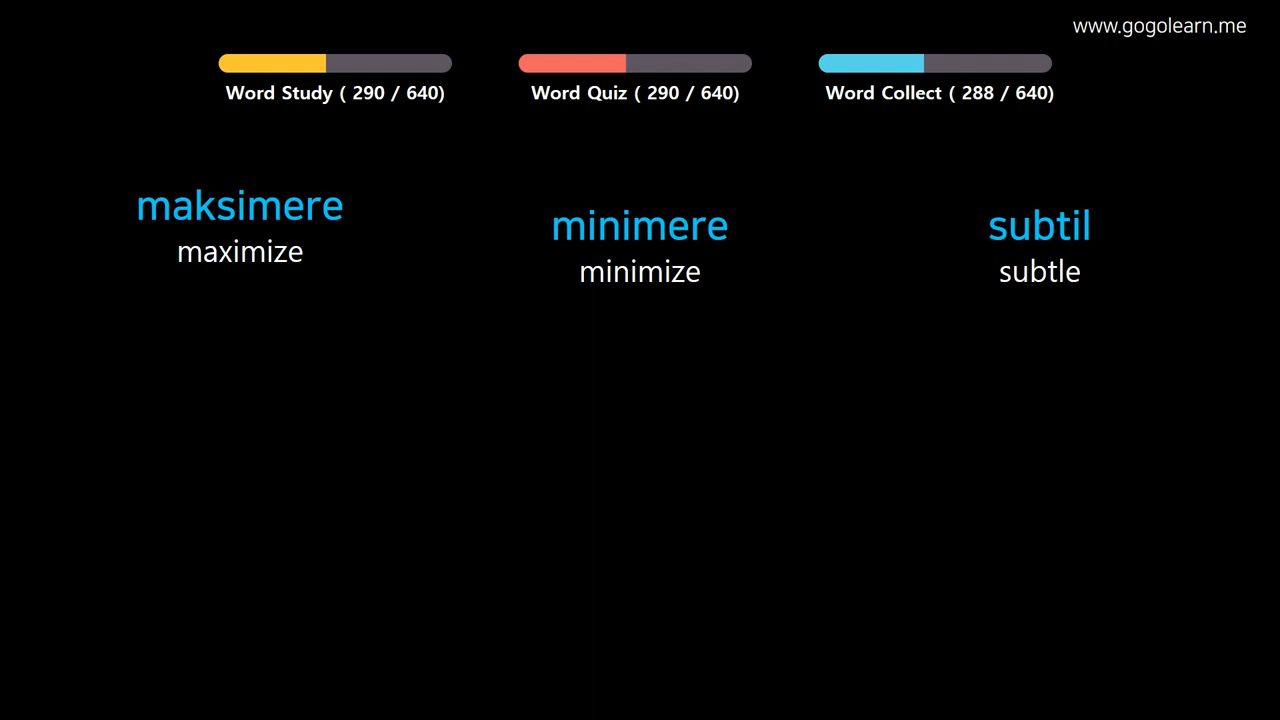 www.gogolearn.me
Word Study ( 290 / 640)
Word Quiz ( 290 / 640)
Word Collect ( 288 / 640)
maksimere
maximize
minimere
minimize
subtil
subtle